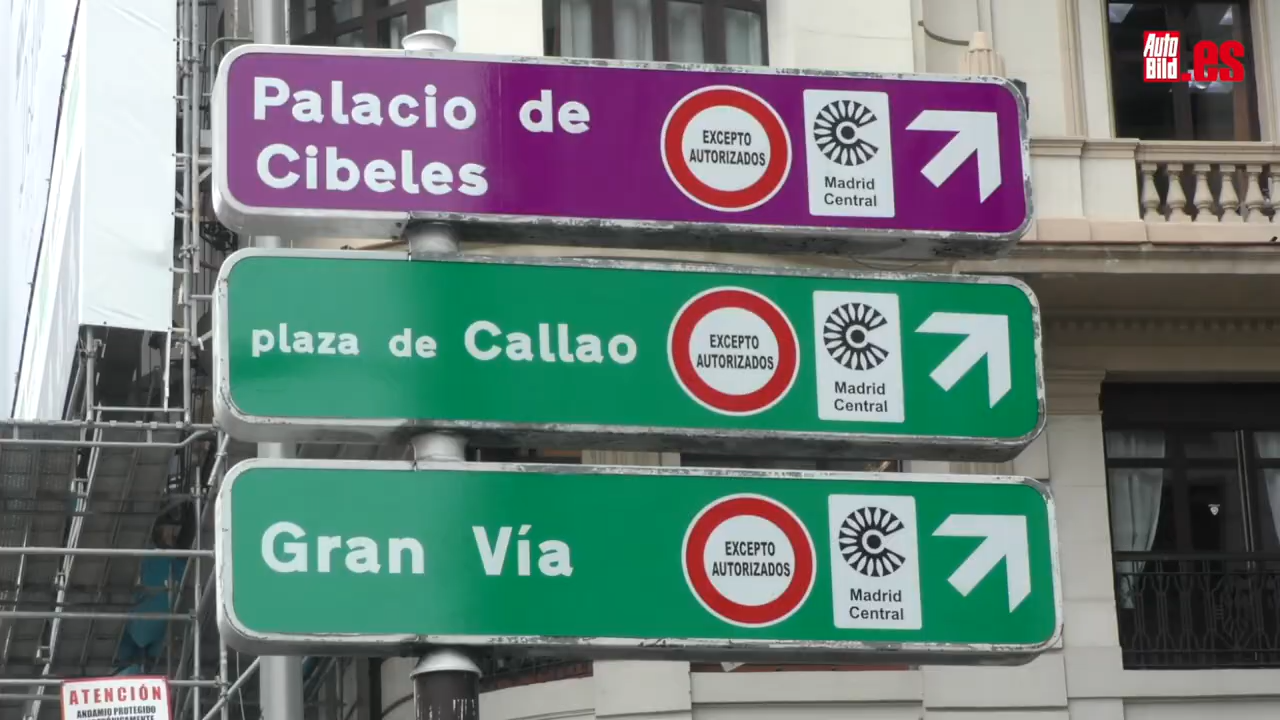 Auto
Bild
.es
Palacio de
Cibeles
EXCEPTO
AUTORIZADOS
Madrid
Central
plaza de Callao
EXCEPTO
AUTORIZADOS
Madrid
Central
Gran Vía
EXCEPTO
AUTORIZADOS
Madrid
Central
ATENCIÓN
ANDAMIO PROTEGIDO